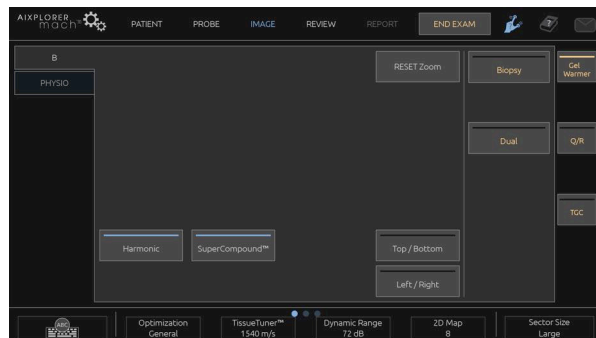 AIXPLORER
mach
PATIENT
PROBE
IMAGE
REVIEW
REPORT
END EXAM
B
PHYSIO
RESET Zoom
Biopsy
Gel
Warmer
Dual
Q/R
TGC
Harmonic
SuperCompound™
Top / Bottom
Left / Right
ABC
Optimization
General
TissueTuner™
1540 m/s
Dynamic Range
72 dB
2D Map
8
Sector Size
Large